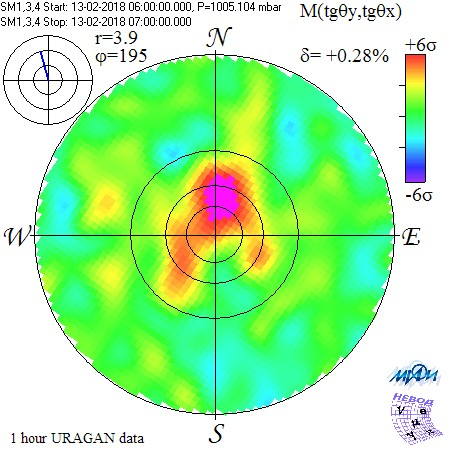 SM1,3,4 Start: 13-02-2018 06:00:00.000, P=1005.104 mbar
SM1,3,4 Stop: 13-02-2018 07:00:00.000
M(tgθy,tgθx)
r=3.9
φ=195
N
δ= +0.28%
+6σ
-6σ
W
E
S
МИФИ
НЕВОД
1 hour URAGAN data